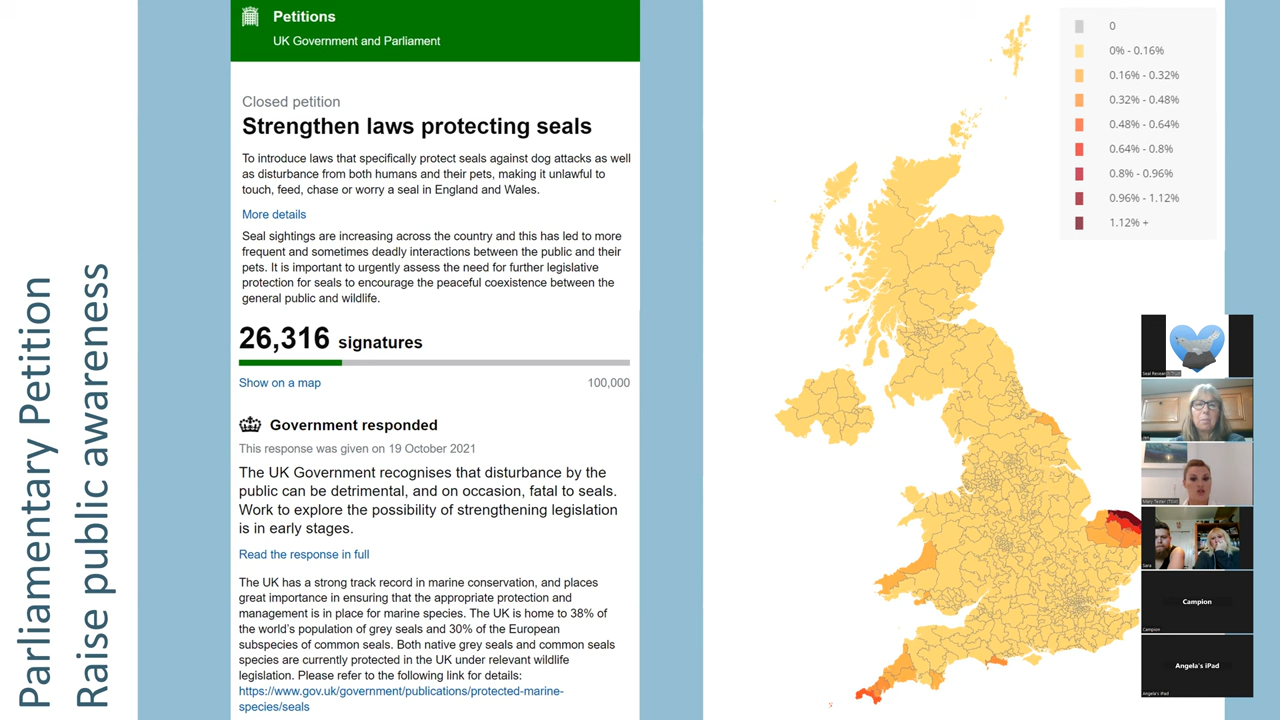 Parliamentary Petition
Raise public awareness
Petitions
UK Government and Parliament
Closed petition
Strengthen laws protecting seals
To introduce laws that specifically protect seals against dog attacks as well
as disturbance from both humans and their pets, making it unlawful to
touch, feed, chase or worry a seal in England and Wales.
More details
Seal sightings are increasing across the country and this has led to more
frequent and sometimes deadly interactions between the public and their
pets. It is important to urgently assess the need for further legislative
protection for seals to encourage the peaceful coexistence between the
general public and wildlife.
26,316 signatures
Show on a map 100,000
Government responded
This response was given on 19 October 2021
The UK Government recognises that disturbance by the
public can be detrimental, and on occasion, fatal to seals.
Work to explore the possibility of strengthening legislation
is in early stages.
Read the response in full
The UK has a strong track record in marine conservation, and places
great importance in ensuring that the appropriate protection and
management is in place for marine species. The UK is home to 38% of
the world's population of grey seals and 30% of the European
subspecies of common seals. Both native grey seals and common seals
species are currently protected in the UK under relevant wildlife
legislation. Please refer to the following link for details:
https://www.gov.uk/government/publications/protected-marine-
species/seals
0
0% - 0.16%
0.16% - 0.32%
0.32% - 0.48%
0.48% - 0.64%
0.64% - 0.8%
0.8% - 0.96%
0.96% - 1.12%
1.12% +
Seal Research Trust
Sara
Campion
Campion
Angela's iPad
Angela's iPad